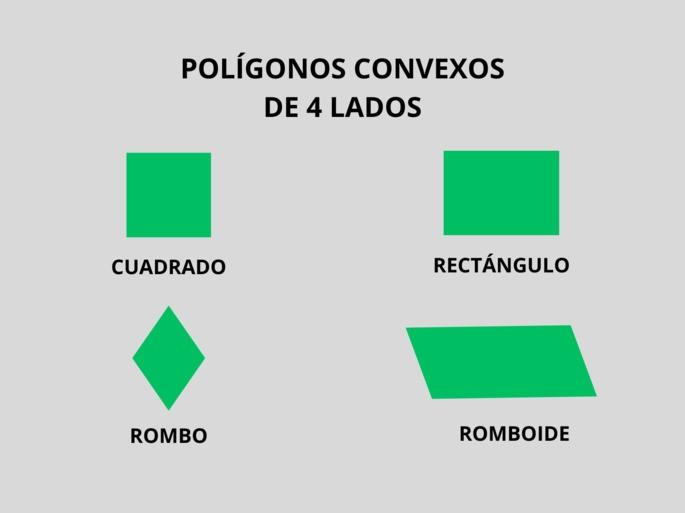 POLÍGONOS CONVEXOS
DE 4 LADOS
CUADRADO
RECTÁNGULO
ROMBO
ROMBOIDE